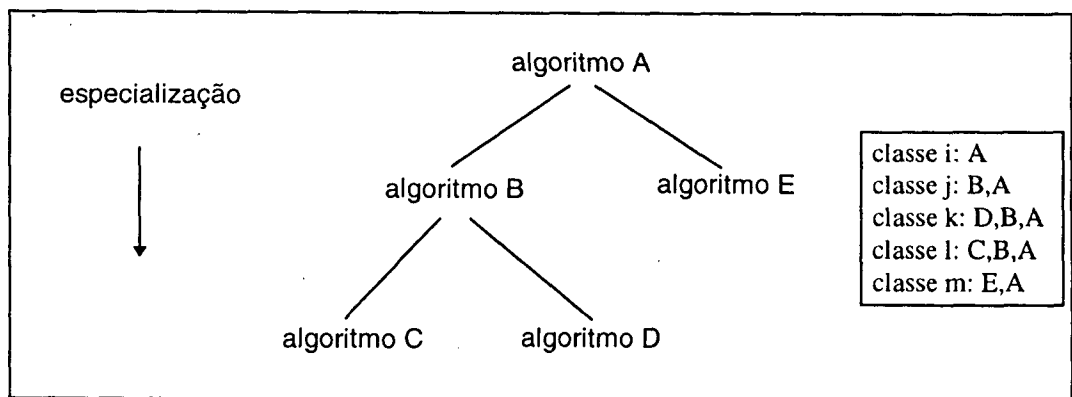 algoritmo A
especialização
algoritmo B
algoritmo E
algoritmo C
algoritmo D
classe i: A
classe j: B,A
classe k: D,B,A
classe l: C,B,A
classe m: E,A